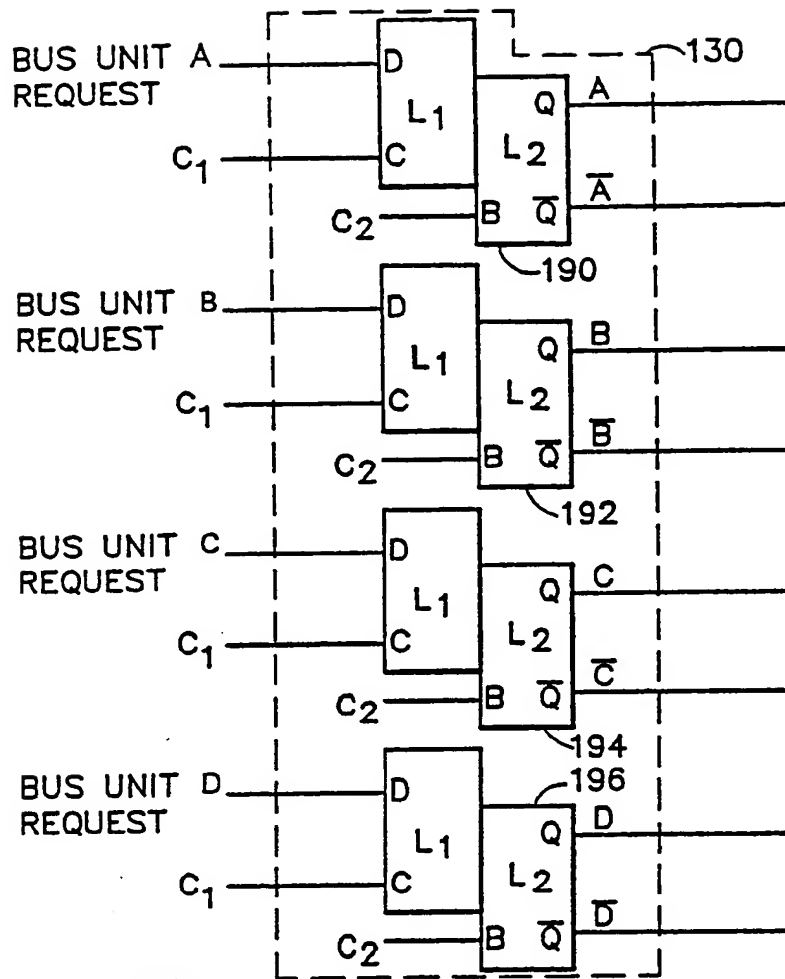 130
BUS UNIT A
REQUEST
D
L1
C1
C
C2
B
L2
Q
Q̅
A
A̅
190
BUS UNIT B
REQUEST
D
L1
C1
C
C2
B
L2
Q
Q̅
B
B̅
192
BUS UNIT C
REQUEST
D
L1
C1
C
C2
B
L2
Q
Q̅
C
C̅
194
196
BUS UNIT D
REQUEST
D
L1
C1
C
C2
B
L2
Q
Q̅
D
D̅